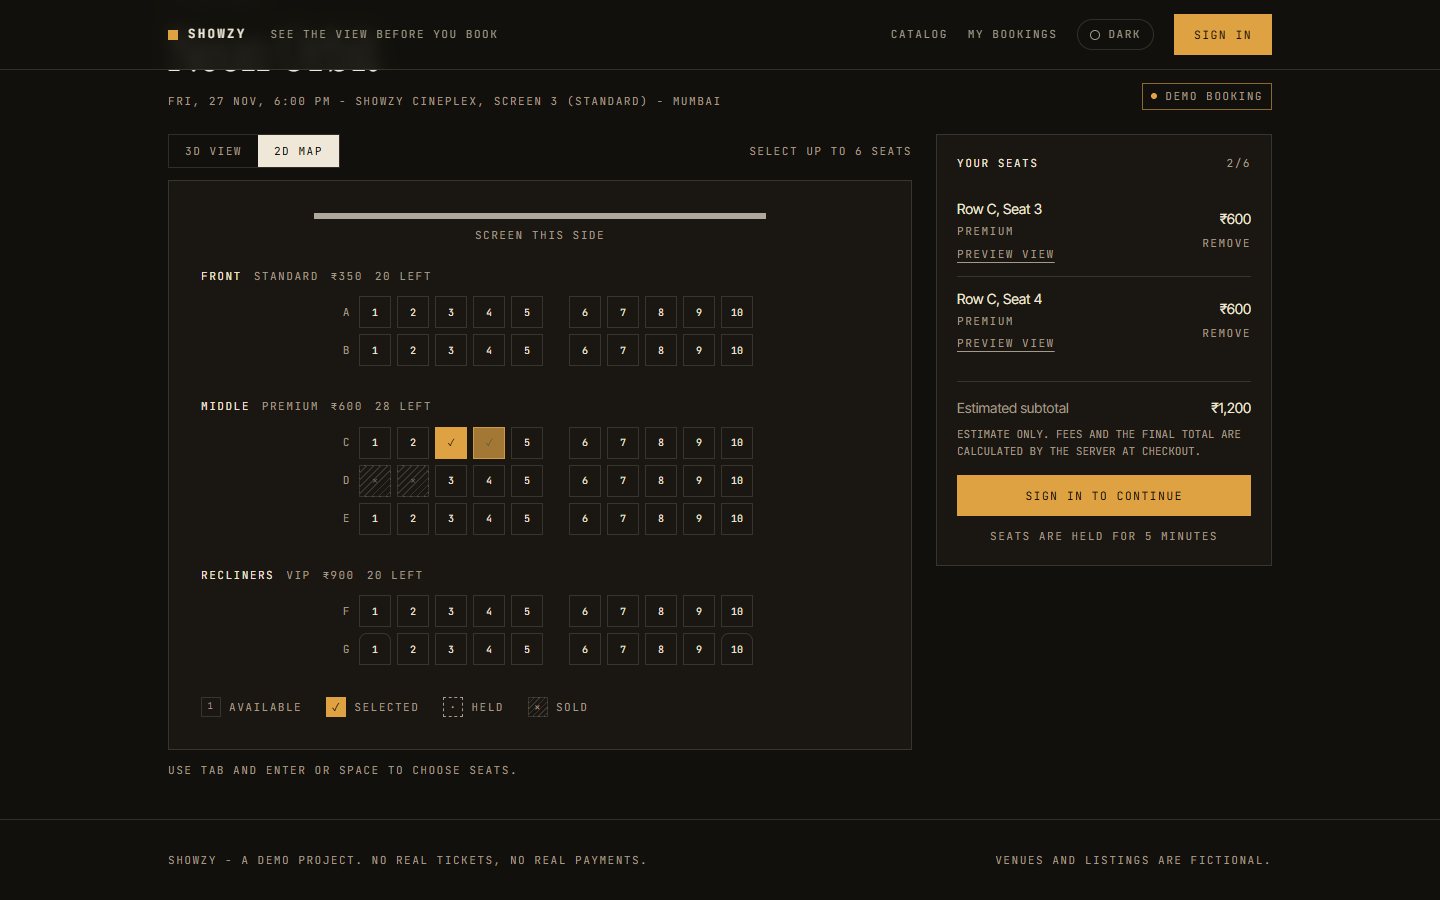 SHOWZY SEE THE VIEW BEFORE YOU BOOK CATALOG MY BOOKINGS DARK SIGN IN
FRI, 27 NOV, 6:00 PM - SHOWZY CINEPLEX, SCREEN 3 (STANDARD) - MUMBAI
DEMO BOOKING
3D VIEW 2D MAP SELECT UP TO 6 SEATS
SCREEN THIS SIDE
FRONT STANDARD ₹350 20 LEFT
A 1 2 3 4 5 6 7 8 9 10
B 1 2 3 4 5 6 7 8 9 10
MIDDLE PREMIUM ₹600 28 LEFT
C 1 2 ✓ ✓ 5 6 7 8 9 10
D × × 3 4 5 6 7 8 9 10
E 1 2 3 4 5 6 7 8 9 10
RECLINERS VIP ₹900 20 LEFT
F 1 2 3 4 5 6 7 8 9 10
G 1 2 3 4 5 6 7 8 9 10
1 AVAILABLE ✓ SELECTED · HELD × SOLD
USE TAB AND ENTER OR SPACE TO CHOOSE SEATS.
YOUR SEATS 2/6
Row C, Seat 3
₹600
PREMIUM
REMOVE
PREVIEW VIEW
Row C, Seat 4
₹600
PREMIUM
REMOVE
PREVIEW VIEW
Estimated subtotal ₹1,200
ESTIMATE ONLY. FEES AND THE FINAL TOTAL ARE
CALCULATED BY THE SERVER AT CHECKOUT.
SIGN IN TO CONTINUE
SEATS ARE HELD FOR 5 MINUTES
SHOWZY - A DEMO PROJECT. NO REAL TICKETS, NO REAL PAYMENTS. VENUES AND LISTINGS ARE FICTIONAL.